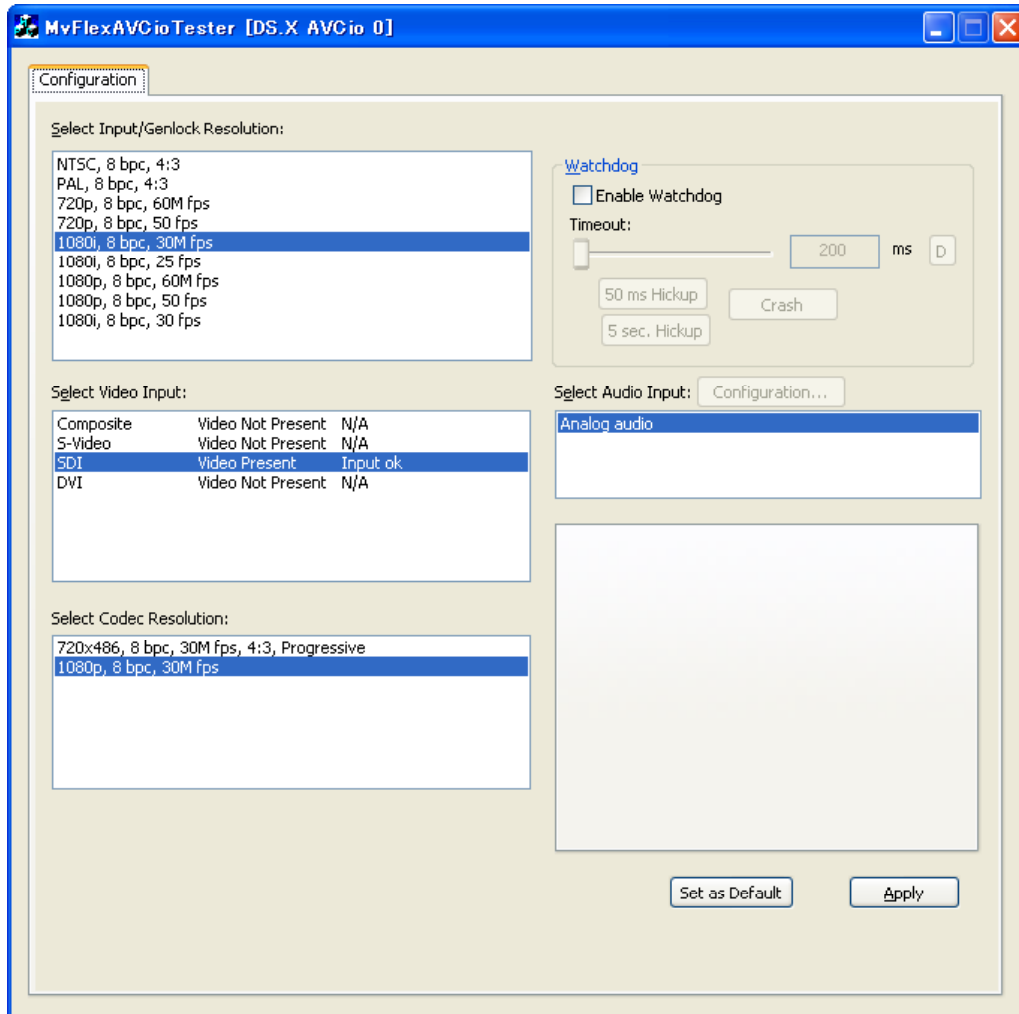 MvFlexAVCioTester [DS.X AVCio 0]
Configuration
Select Input/Genlock Resolution:
NTSC, 8 bpc, 4:3
PAL, 8 bpc, 4:3
720p, 8 bpc, 60M fps
720p, 8 bpc, 50 fps
1080i, 8 bpc, 30M fps
1080i, 8 bpc, 25 fps
1080p, 8 bpc, 60M fps
1080p, 8 bpc, 50 fps
1080i, 8 bpc, 30 fps
Watchdog
Enable Watchdog
Timeout:
200 ms D
50 ms Hickup
Crash
5 sec. Hickup
Select Video Input:
Composite Video Not Present N/A
S-Video Video Not Present N/A
SDI Video Present Input ok
DVI Video Not Present N/A
Select Audio Input: Configuration...
Analog audio
Select Codec Resolution:
720x486, 8 bpc, 30M fps, 4:3, Progressive
1080p, 8 bpc, 30M fps
Set as Default Apply